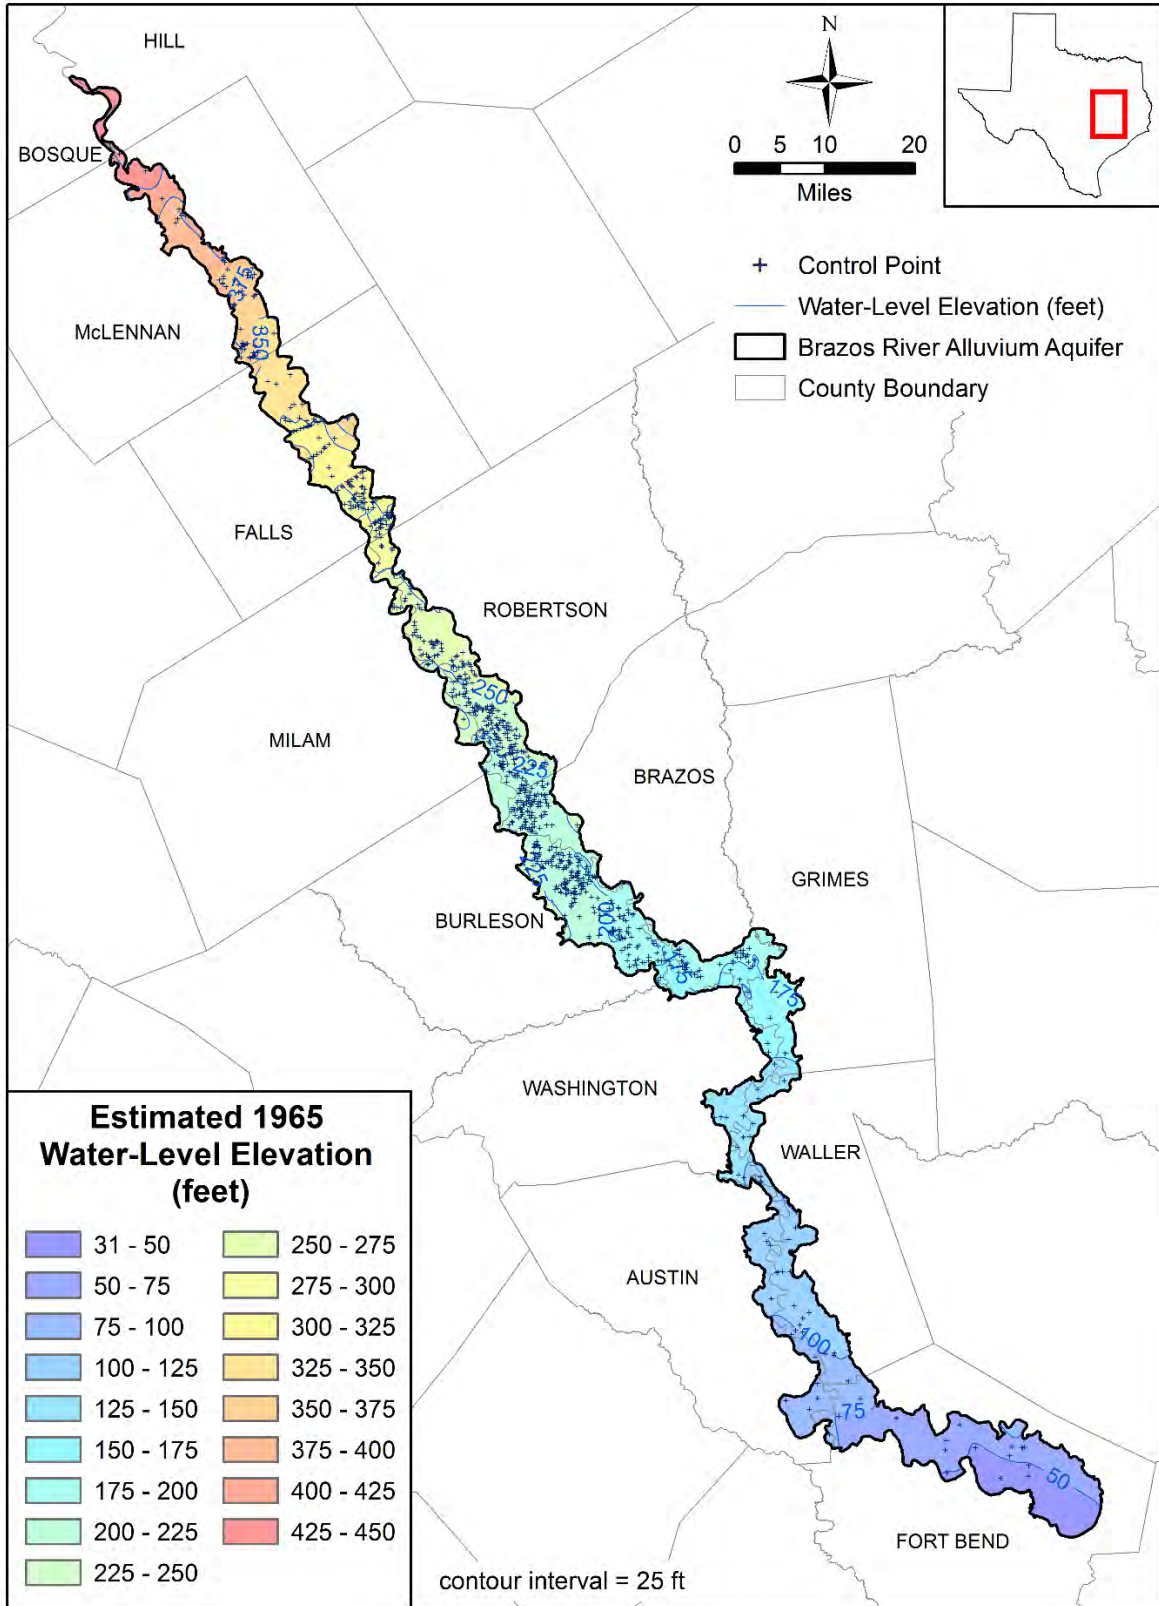 HILL
N
BOSQUE
0 5 10 20
Miles
Control Point
Water-Level Elevation (feet)
Brazos River Alluvium Aquifer
County Boundary
375
McLENNAN
350
FALLS
ROBERTSON
250
MILAM
225
BRAZOS
225
GRIMES
BURLESON
200
175
175
WASHINGTON
WALLER
AUSTIN
100
75
50
FORT BEND
Estimated 1965
Water-Level Elevation
(feet)
31 - 50
50 - 75
75 - 100
100 - 125
125 - 150
150 - 175
175 - 200
200 - 225
225 - 250
250 - 275
275 - 300
300 - 325
325 - 350
350 - 375
375 - 400
400 - 425
425 - 450
contour interval = 25 ft